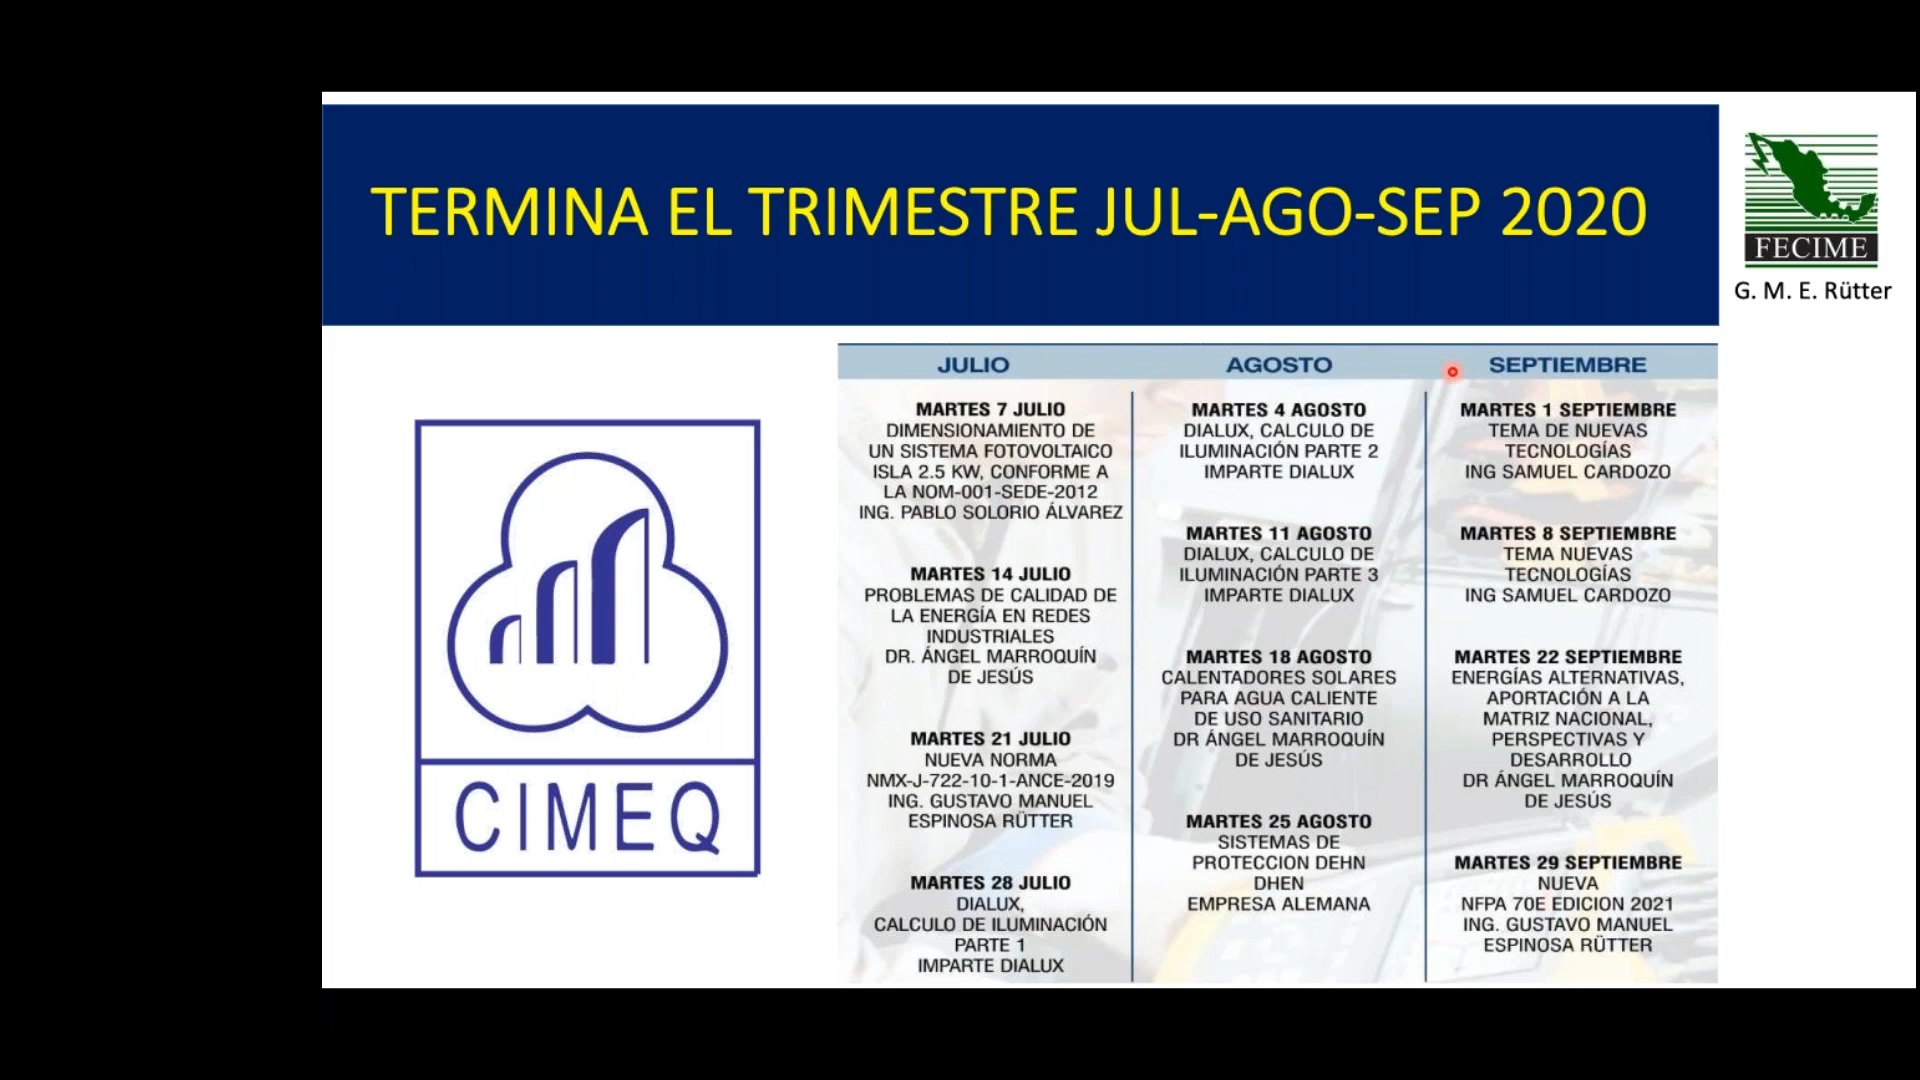 TERMINA EL TRIMESTRE JUL-AGO-SEP 2020
FECIME
G. M. E. Rütter
CIMEQ
JULIO
MARTES 7 JULIO
DIMENSIONAMIENTO DE
UN SISTEMA FOTOVOLTAICO
ISLA 2.5 KW, CONFORME A
LA NOM-001-SEDE-2012
ING. PABLO SOLORIO ÁLVAREZ
MARTES 14 JULIO
PROBLEMAS DE CALIDAD DE
LA ENERGÍA EN REDES
INDUSTRIALES
DR. ÁNGEL MARROQUÍN
DE JESÚS
MARTES 21 JULIO
NUEVA NORMA
NMX-J-722-10-1-ANCE-2019
ING. GUSTAVO MANUEL
ESPINOSA RÜTTER
MARTES 28 JULIO
DIALUX,
CALCULO DE ILUMINACIÓN
PARTE 1
IMPARTE DIALUX
AGOSTO
MARTES 4 AGOSTO
DIALUX, CALCULO DE
ILUMINACIÓN PARTE 2
IMPARTE DIALUX
MARTES 11 AGOSTO
DIALUX, CALCULO DE
ILUMINACIÓN PARTE 3
IMPARTE DIALUX
MARTES 18 AGOSTO
CALENTADORES SOLARES
PARA AGUA CALIENTE
DE USO SANITARIO
DR ÁNGEL MARROQUÍN
DE JESÚS
MARTES 25 AGOSTO
SISTEMAS DE
PROTECCION DEHN
DHEN
EMPRESA ALEMANA
SEPTIEMBRE
MARTES 1 SEPTIEMBRE
TEMA DE NUEVAS
TECNOLOGÍAS
ING SAMUEL CARDOZO
MARTES 8 SEPTIEMBRE
TEMA NUEVAS
TECNOLOGÍAS
ING SAMUEL CARDOZO
MARTES 22 SEPTIEMBRE
ENERGÍAS ALTERNATIVAS,
APORTACIÓN A LA
MATRIZ NACIONAL,
PERSPECTIVAS Y
DESARROLLO
DR ÁNGEL MARROQUÍN
DE JESÚS
MARTES 29 SEPTIEMBRE
NUEVA
NFPA 70E EDICION 2021
ING. GUSTAVO MANUEL
ESPINOSA RÜTTER